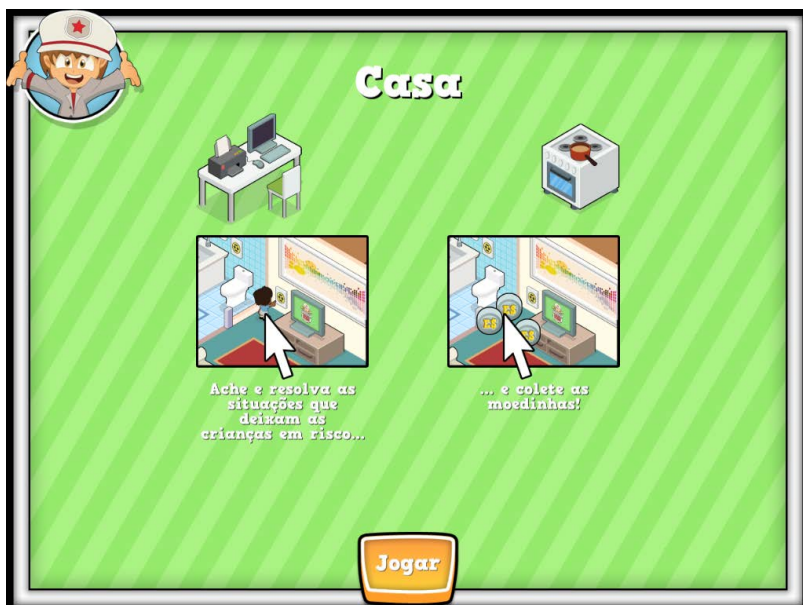 Casa
Ache e resolva as
situações que
deixam as
crianças em risco...
... e colete as
moedinhas!
R$
R$
R$
Jogar